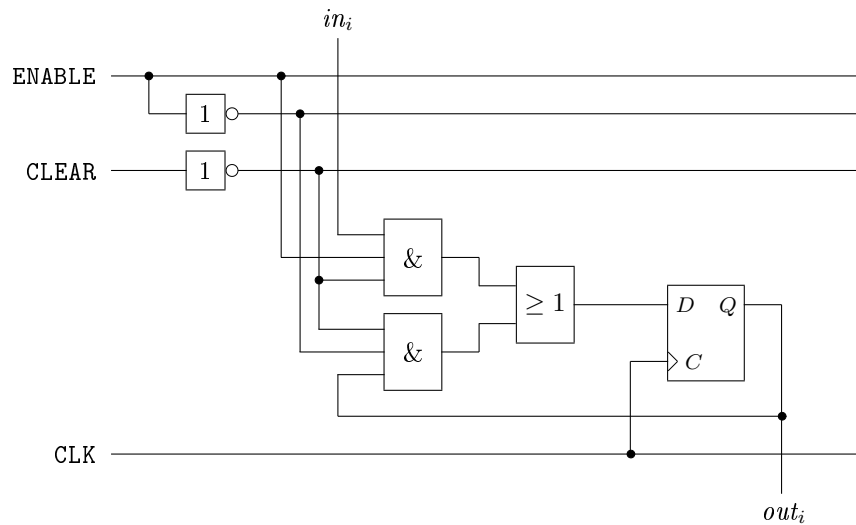 in_i
ENABLE
1
CLEAR
1
&
≥ 1
D Q
&
C
CLK
out_i